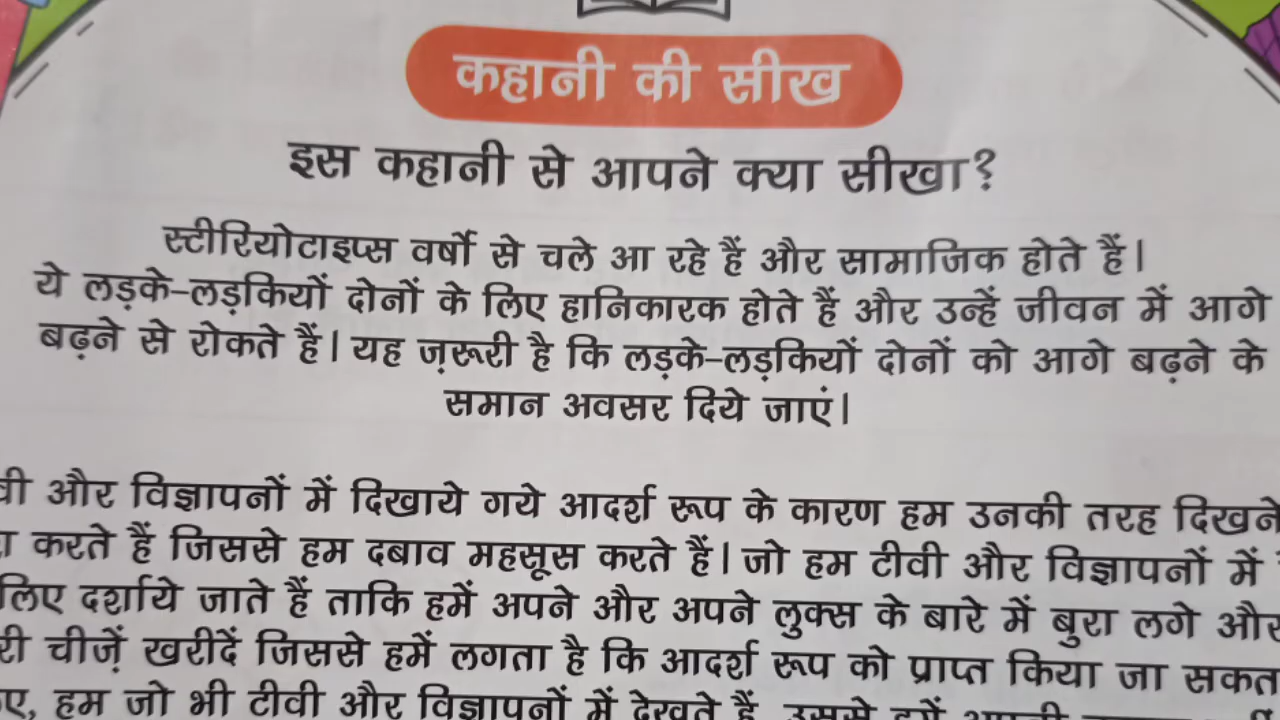 कहानी की सीख
इस कहानी से आपने क्या सीखा?
स्टीरियोटाइप्स वर्षो से चले आ रहे हैं और सामाजिक होते हैं।
ये लड़के-लड़कियों दोनों के लिए हानिकारक होते हैं और उन्हें जीवन में आगे
बढ़ने से रोकते हैं। यह ज़रूरी है कि लड़के-लड़कियों दोनों को आगे बढ़ने के
समान अवसर दिये जाएं।
और विज्ञापनों में दिखाये गये आदर्श रूप के कारण हम उनकी तरह दिखने
करते हैं जिससे हम दबाव महसूस करते हैं। जो हम टीवी और विज्ञापनों में
लिए दर्शाये जाते हैं ताकि हमें अपने और अपने लुक्स के बारे में बुरा लगे और
चीज़ें खरीदें जिससे हमें लगता है कि आदर्श रूप को प्राप्त किया जा सकत
हम जो भी टीवी और विज्ञापनों में देखते हैं, उससे हमें